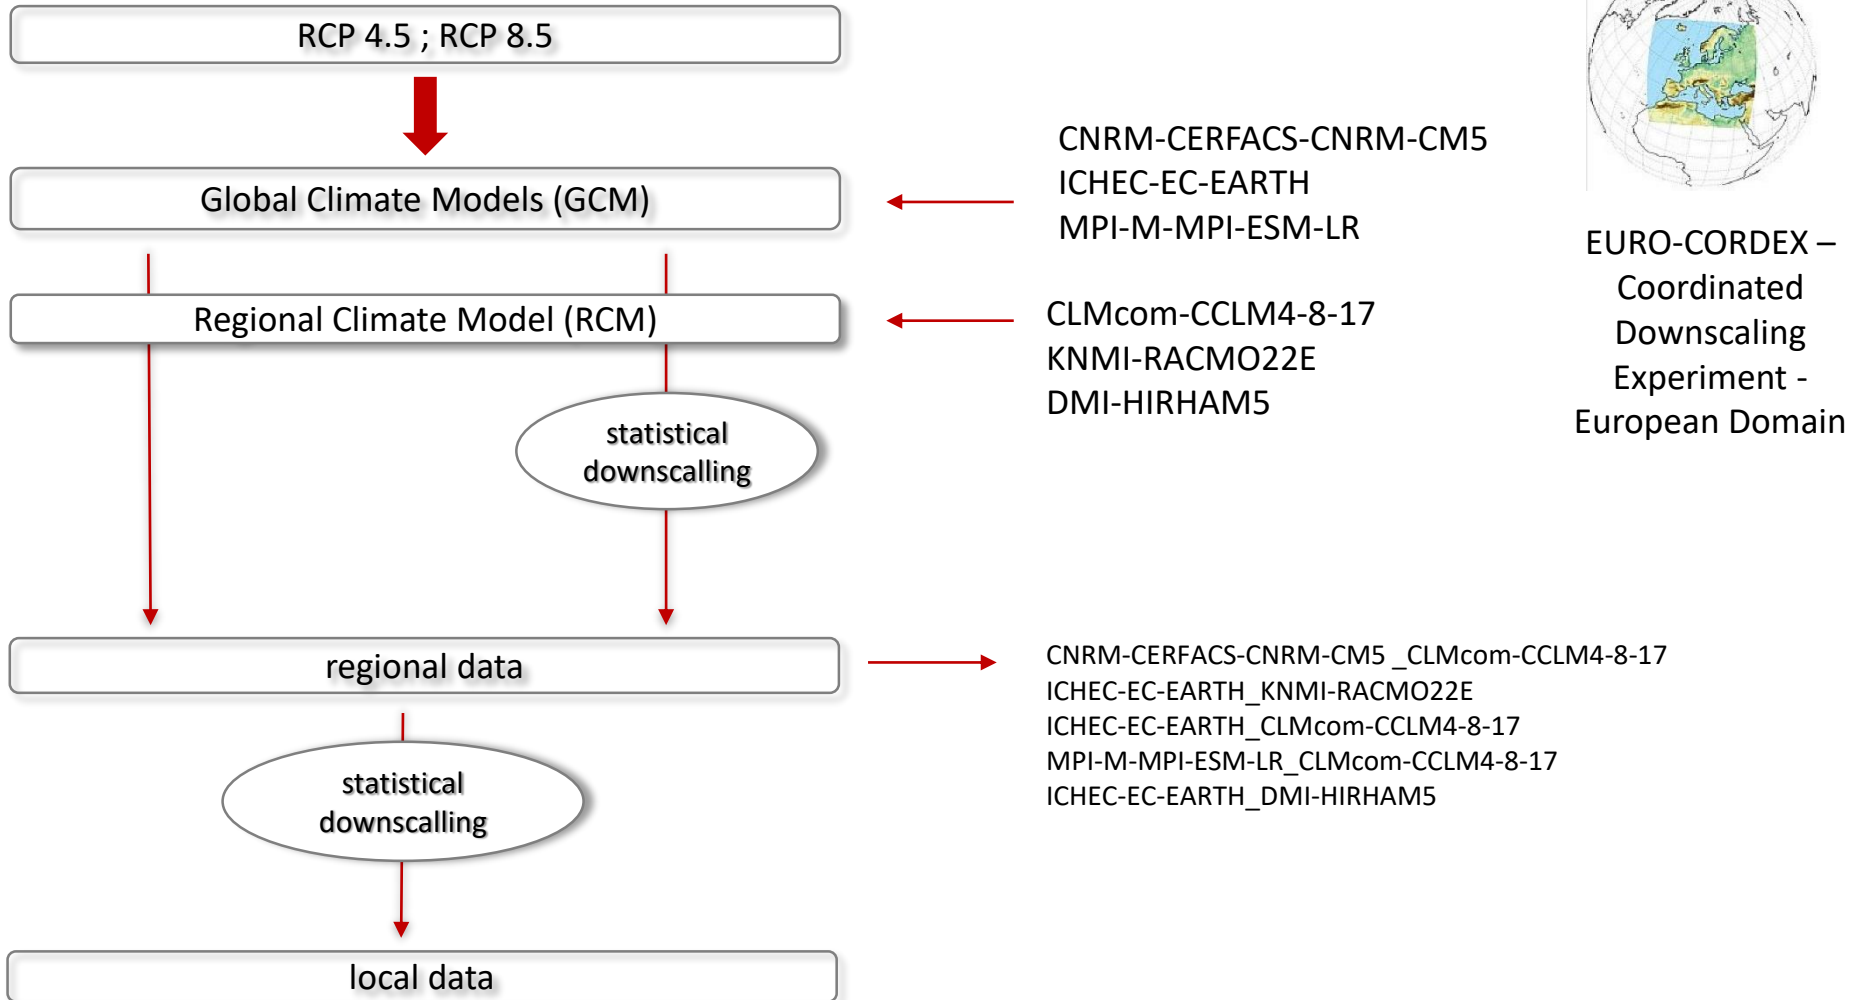 RCP 4.5 ; RCP 8.5
Global Climate Models (GCM)
CNRM-CERFACS-CNRM-CM5
ICHEC-EC-EARTH
MPI-M-MPI-ESM-LR
EURO-CORDEX –
Coordinated
Downscaling
Experiment -
European Domain
Regional Climate Model (RCM)
CLMcom-CCLM4-8-17
KNMI-RACMO22E
DMI-HIRHAM5
statistical
downscalling
regional data
CNRM-CERFACS-CNRM-CM5 _CLMcom-CCLM4-8-17
ICHEC-EC-EARTH_KNMI-RACMO22E
ICHEC-EC-EARTH_CLMcom-CCLM4-8-17
MPI-M-MPI-ESM-LR_CLMcom-CCLM4-8-17
ICHEC-EC-EARTH_DMI-HIRHAM5
statistical
downscalling
local data